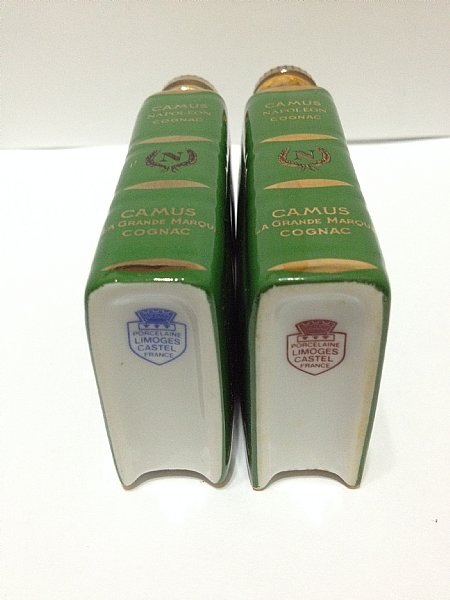 CAMUS
NAPOLEON
COGNAC
N
CAMUS
LA GRANDE MARQUE
COGNAC
PORCELAINE
LIMOGES
CASTEL
FRANCE
CAMUS
NAPOLEON
COGNAC
N
CAMUS
LA GRANDE MARQUE
COGNAC
PORCELAINE
LIMOGES
CASTEL
FRANCE